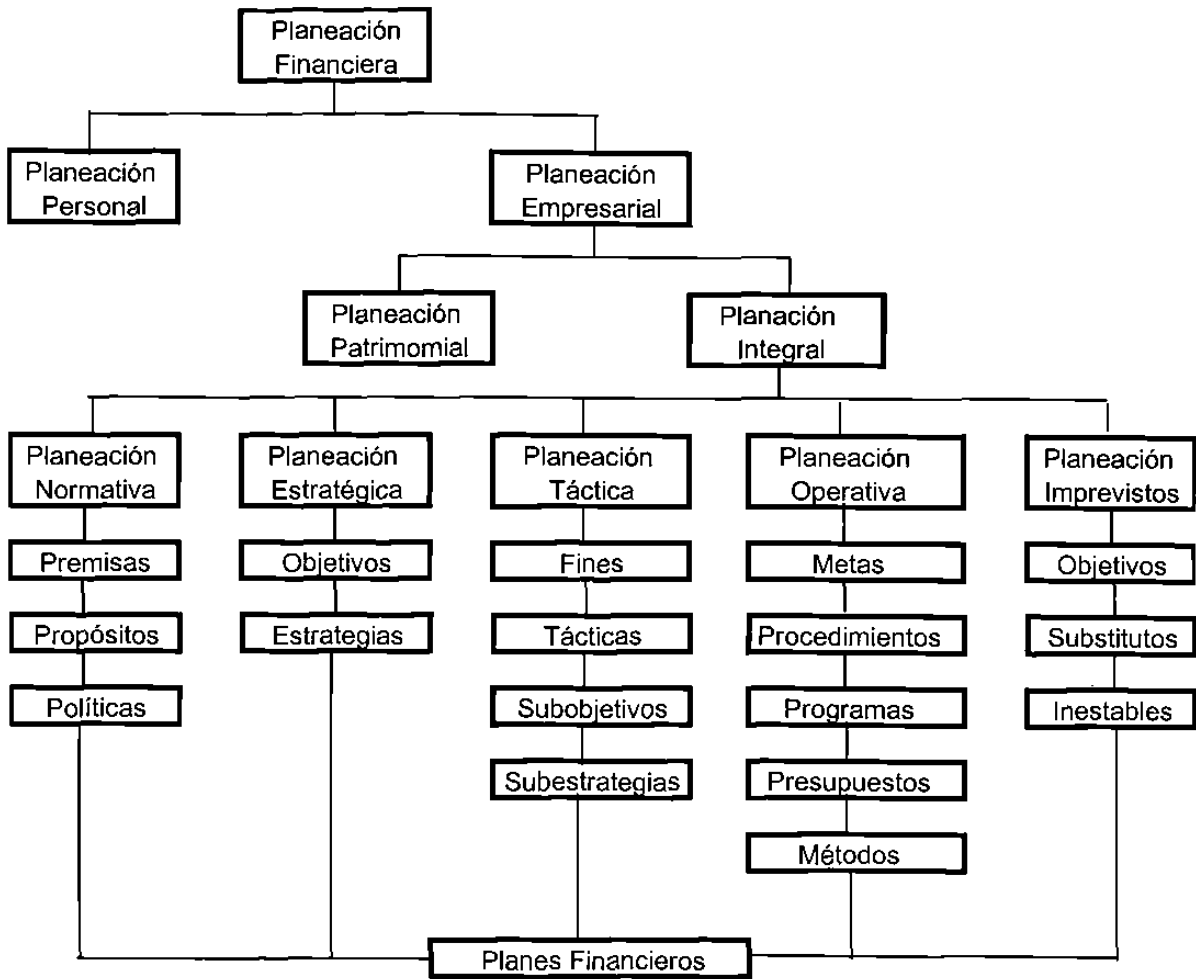 Planeación
Financiera
Planeación
Personal
Planeación
Empresarial
Planeación
Patrimomial
Planación
Integral
Planeación
Normativa
Planeación
Estratégica
Planeación
Táctica
Planeación
Operativa
Planeación
Imprevistos
Premisas
Objetivos
Fines
Metas
Objetivos
Propósitos
Estrategias
Tácticas
Procedimientos
Substitutos
Políticas
Subobjetivos
Programas
Inestables
Subestrategias
Presupuestos
Métodos
Planes Financieros